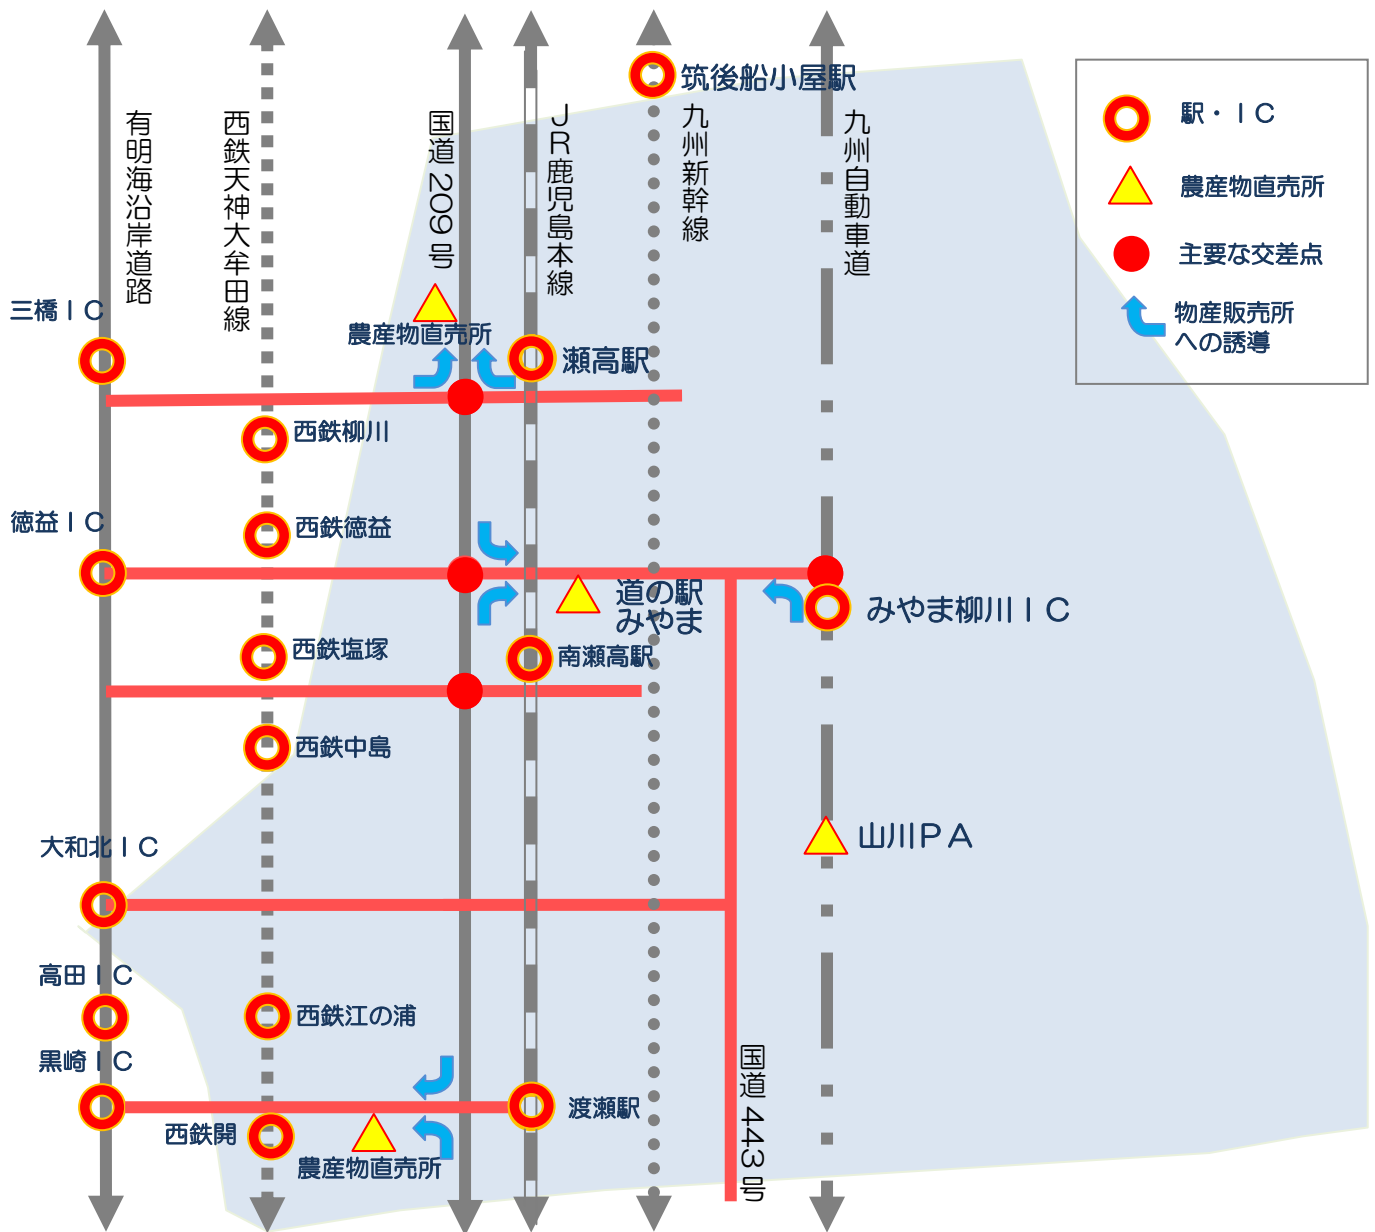 筑後船小屋駅
有明海沿岸道路
西鉄天神大牟田線
国道209号
JR鹿児島本線
九州新幹線
九州自動車道
駅・IC
農産物直売所
主要な交差点
物産販売所
への誘導
三橋IC
農産物直売所
瀬高駅
西鉄柳川
徳益IC
西鉄徳益
道の駅
みやま
みやま柳川IC
西鉄塩塚
南瀬高駅
西鉄中島
大和北IC
山川PA
高田IC
西鉄江の浦
黒崎IC
国道443号
渡瀬駅
西鉄開
農産物直売所